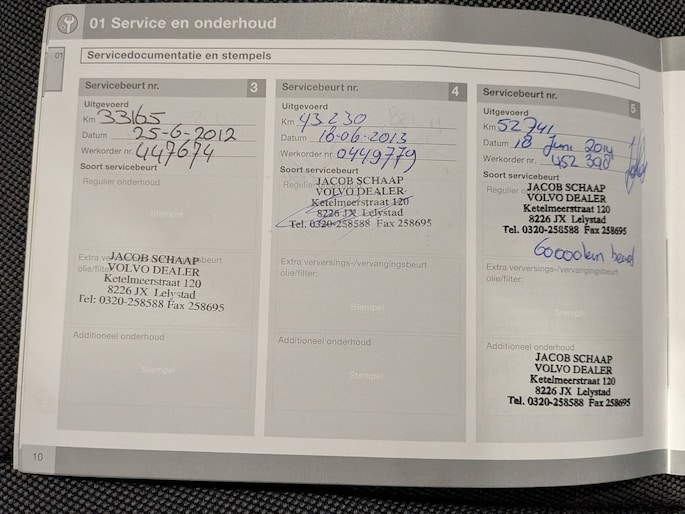 01 Service en onderhoud
01
Servicedocumentatie en stempels
Servicebeurt nr. 3
Uitgevoerd
Km 33165
Datum 25-6-2012
Werkorder nr. 447674
Soort servicebeurt
Regulier onderhoud
Stempel
Extra verversings-/vervangingsbeurt
olie/filter:
JACOB SCHAAP
VOLVO DEALER
Ketelmeerstraat 120
8226 JX Lelystad
Tel: 0320-258588 Fax 258695
Additioneel onderhoud
Stempel
Servicebeurt nr. 4
Uitgevoerd
Km 43230
Datum 18-06-2013
Werkorder nr. 0449779
Soort servicebeurt
Regulier
JACOB SCHAAP
VOLVO DEALER
Ketelmeerstraat 120
8226 JX Lelystad
Tel. 0320-258588 Fax 258695
Extra verversings-/vervangingsbeurt
olie/filter:
Stempel
Additioneel onderhoud
Stempel
Servicebeurt nr. 5
Uitgevoerd
Km 52741
Datum 18 Juni 2014
Werkorder nr. 452390
Soort servicebeurt
Regulier
JACOB SCHAAP
VOLVO DEALER
Ketelmeerstraat 120
8226 JX Lelystad
Tel. 0320-258588 Fax 258695
60000km beurt
Extra verversings-/vervangingsbeurt
olie/filter:
Stempel
Additioneel onderhoud
JACOB SCHAAP
VOLVO DEALER
Ketelmeerstraat 120
8226 JX Lelystad
Tel. 0320-258588 Fax 258695
10